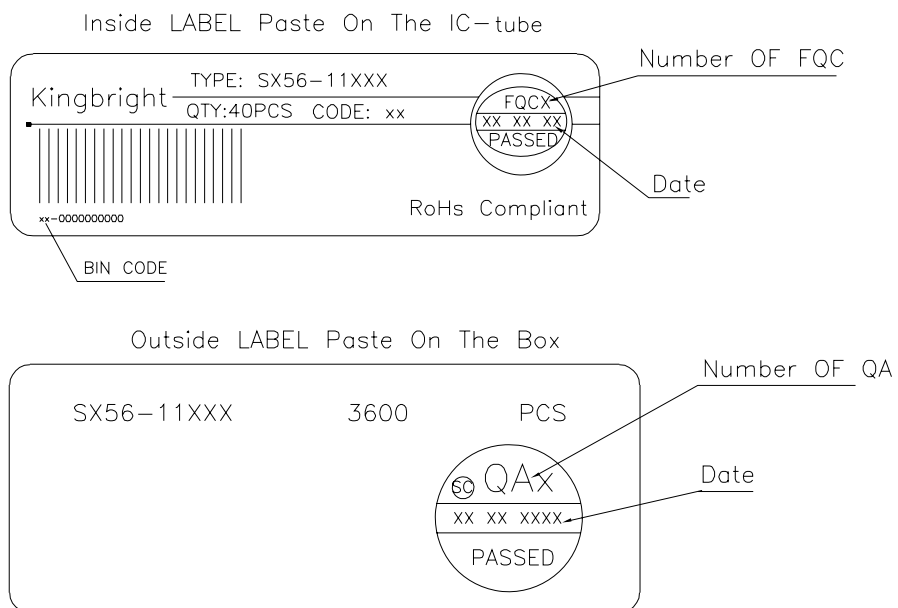 Inside LABEL Paste On The IC-tube
Number OF FQC
TYPE: SX56-11XXX
Kingbright
QTY:40PCS CODE: xx
FQCX
XX XX XX
PASSED
Date
RoHs Compliant
xx-0000000000
BIN CODE
Outside LABEL Paste On The Box
Number OF QA
SX56-11XXX 3600 PCS
SC QAx
Date
XX XX XXXX
PASSED